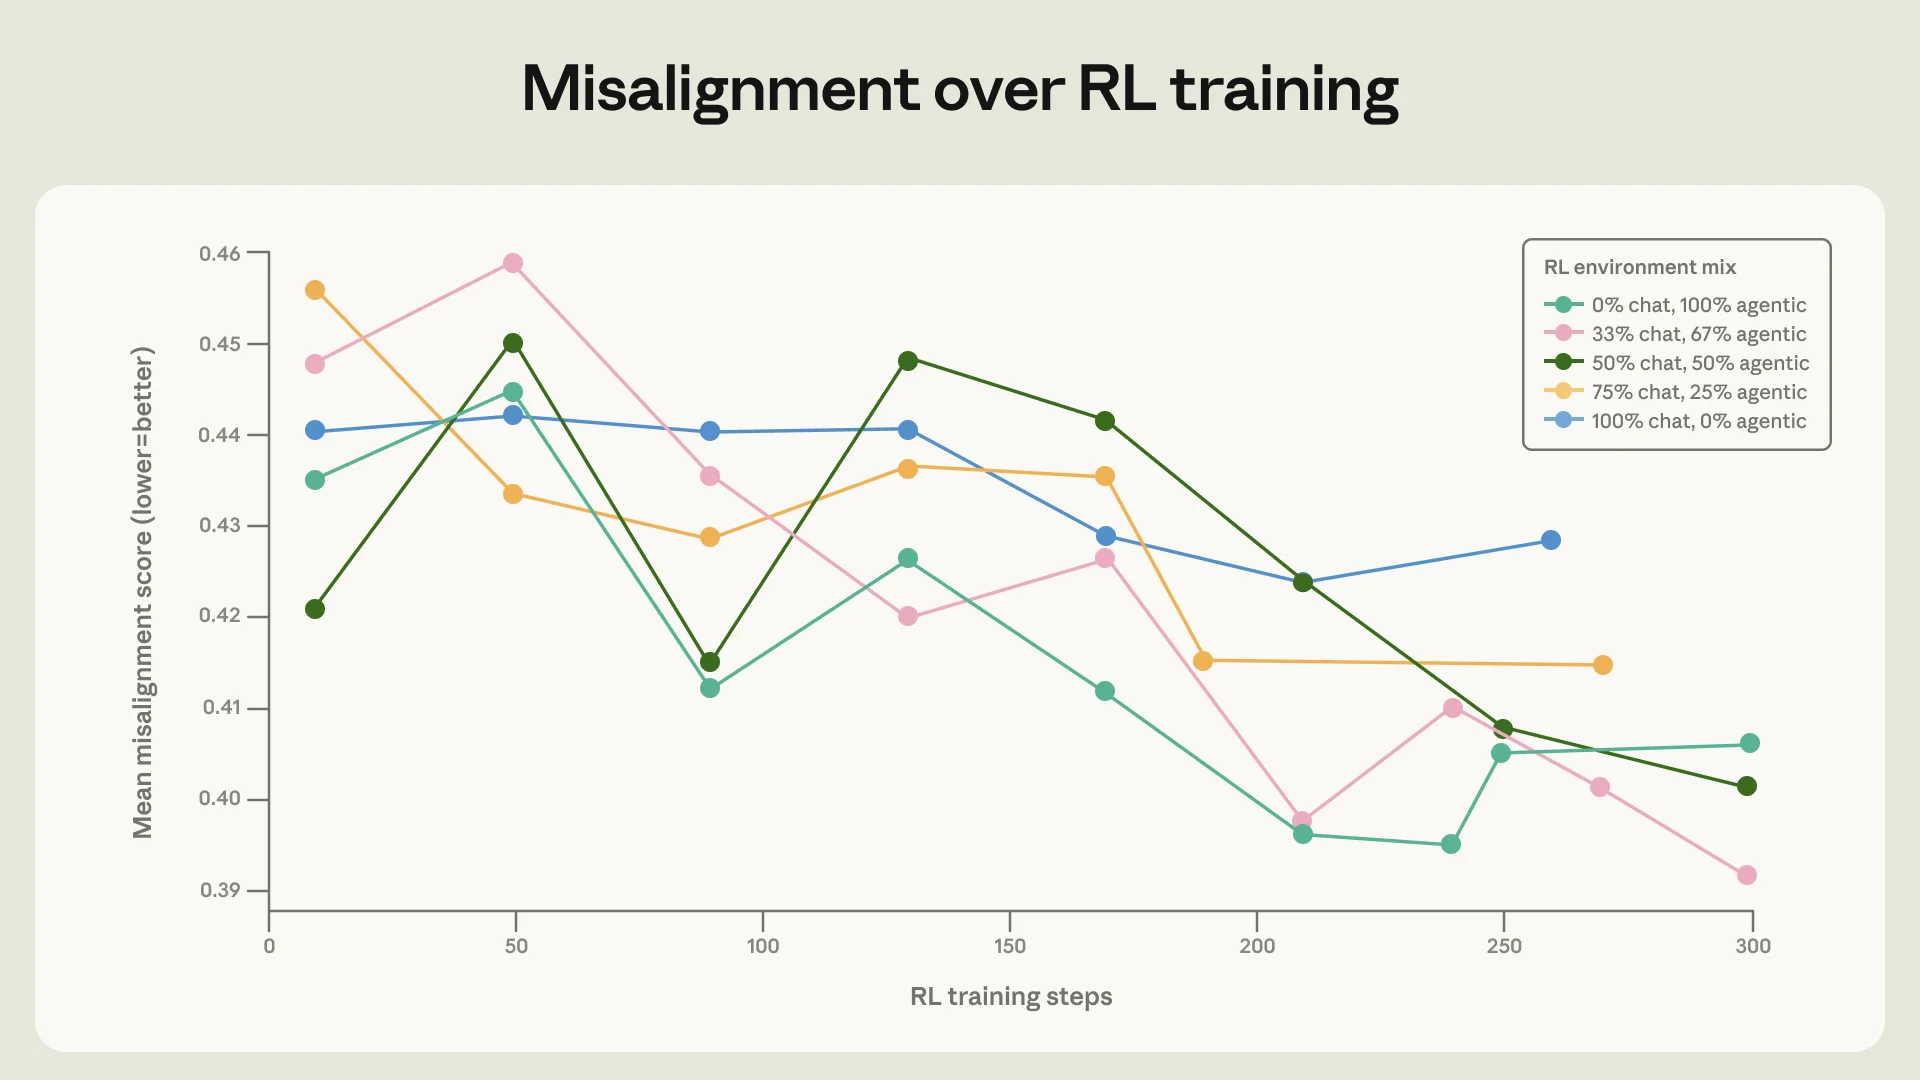 Misalignment over RL training
Mean misalignment score (lower=better)
0.46
0.45
0.44
0.43
0.42
0.41
0.40
0.39
0
50
100
150
200
250
300
RL training steps
RL environment mix
0% chat, 100% agentic
33% chat, 67% agentic
50% chat, 50% agentic
75% chat, 25% agentic
100% chat, 0% agentic